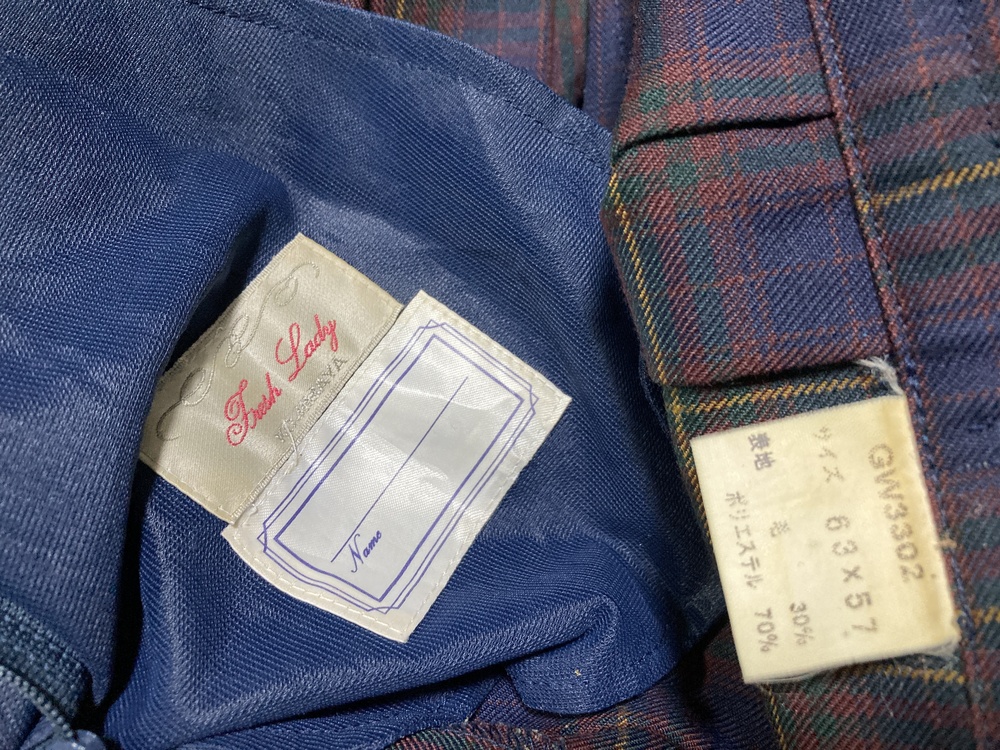 Fresh Lady
Name
GW3302
サイズ 63×57
毛 30%
表地 ポリエステル 70%